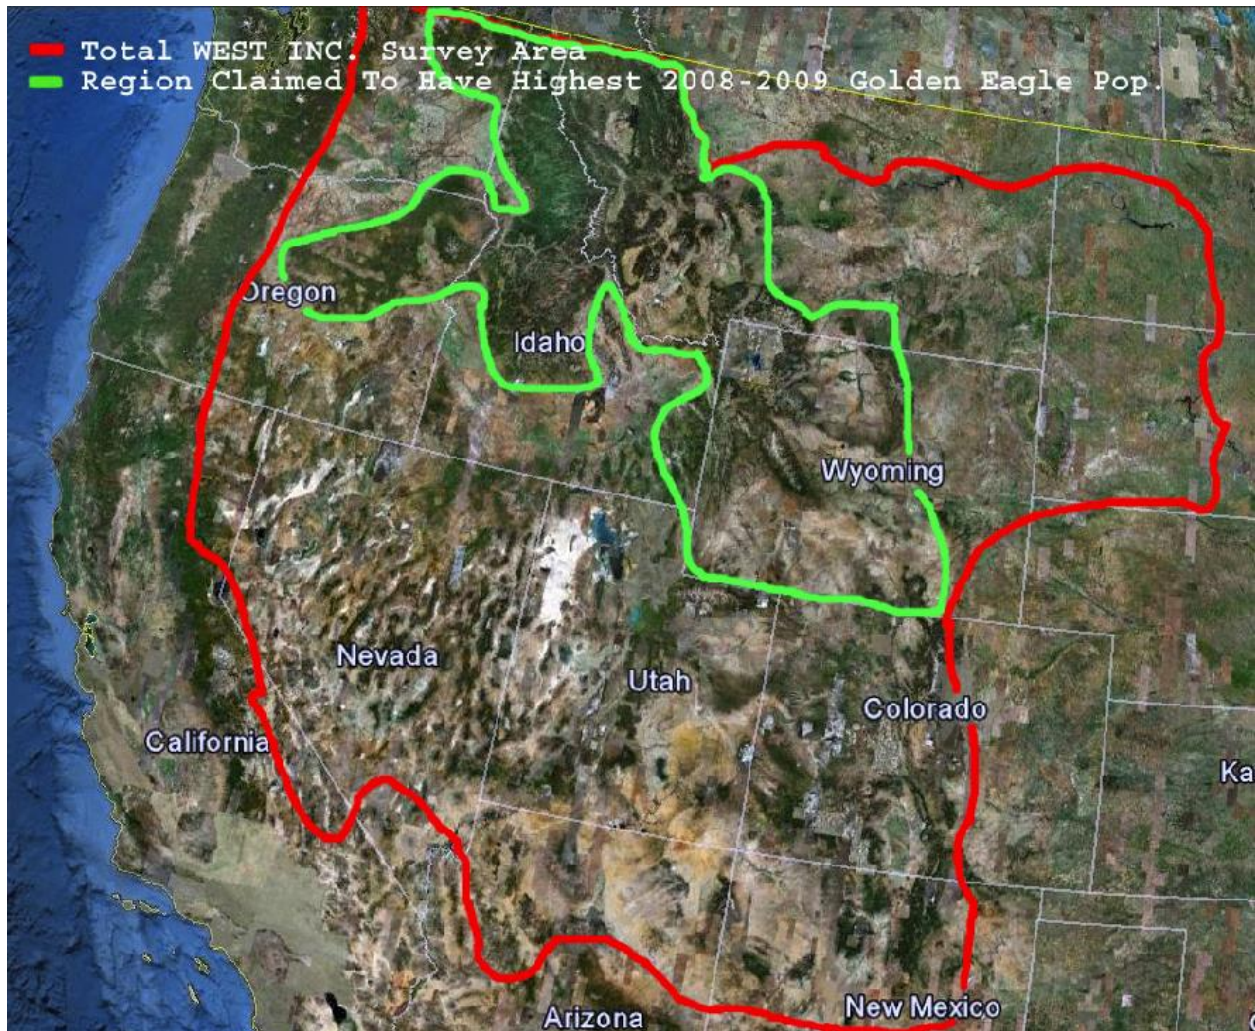 Total WEST INC. Survey Area
Region Claimed To Have Highest 2008-2009 Golden Eagle Pop.
Oregon
Idaho
Wyoming
Nevada
Utah
Colorado
California
Ka
New Mexico
Arizona